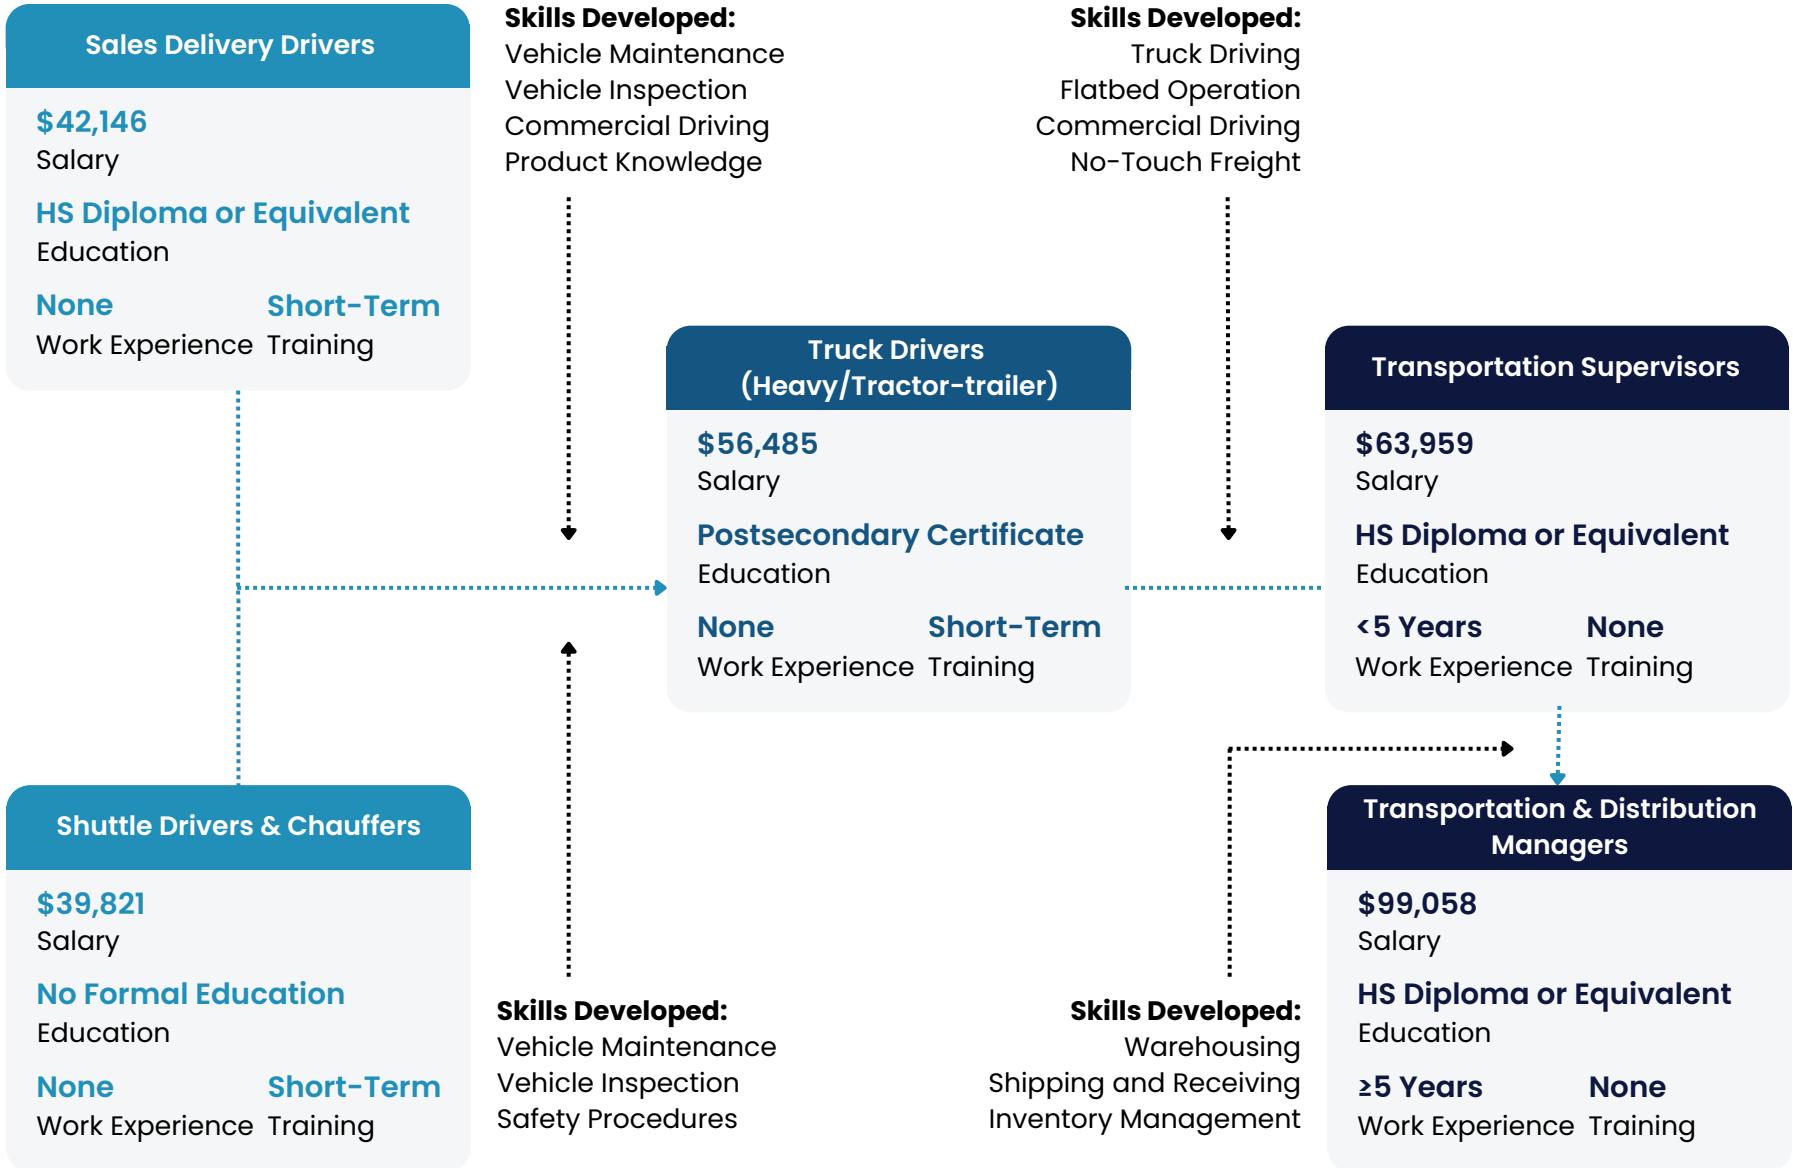 Sales Delivery Drivers
$42,146
Salary
HS Diploma or Equivalent
Education
None
Work Experience
Short-Term
Training
Skills Developed:
Vehicle Maintenance
Vehicle Inspection
Commercial Driving
Product Knowledge
Skills Developed:
Truck Driving
Flatbed Operation
Commercial Driving
No-Touch Freight
Truck Drivers
(Heavy/Tractor-trailer)
$56,485
Salary
Postsecondary Certificate
Education
None
Work Experience
Short-Term
Training
Transportation Supervisors
$63,959
Salary
HS Diploma or Equivalent
Education
<5 Years
Work Experience
None
Training
Shuttle Drivers & Chauffers
$39,821
Salary
No Formal Education
Education
None
Work Experience
Short-Term
Training
Skills Developed:
Vehicle Maintenance
Vehicle Inspection
Safety Procedures
Skills Developed:
Warehousing
Shipping and Receiving
Inventory Management
Transportation & Distribution
Managers
$99,058
Salary
HS Diploma or Equivalent
Education
≥5 Years
Work Experience
None
Training